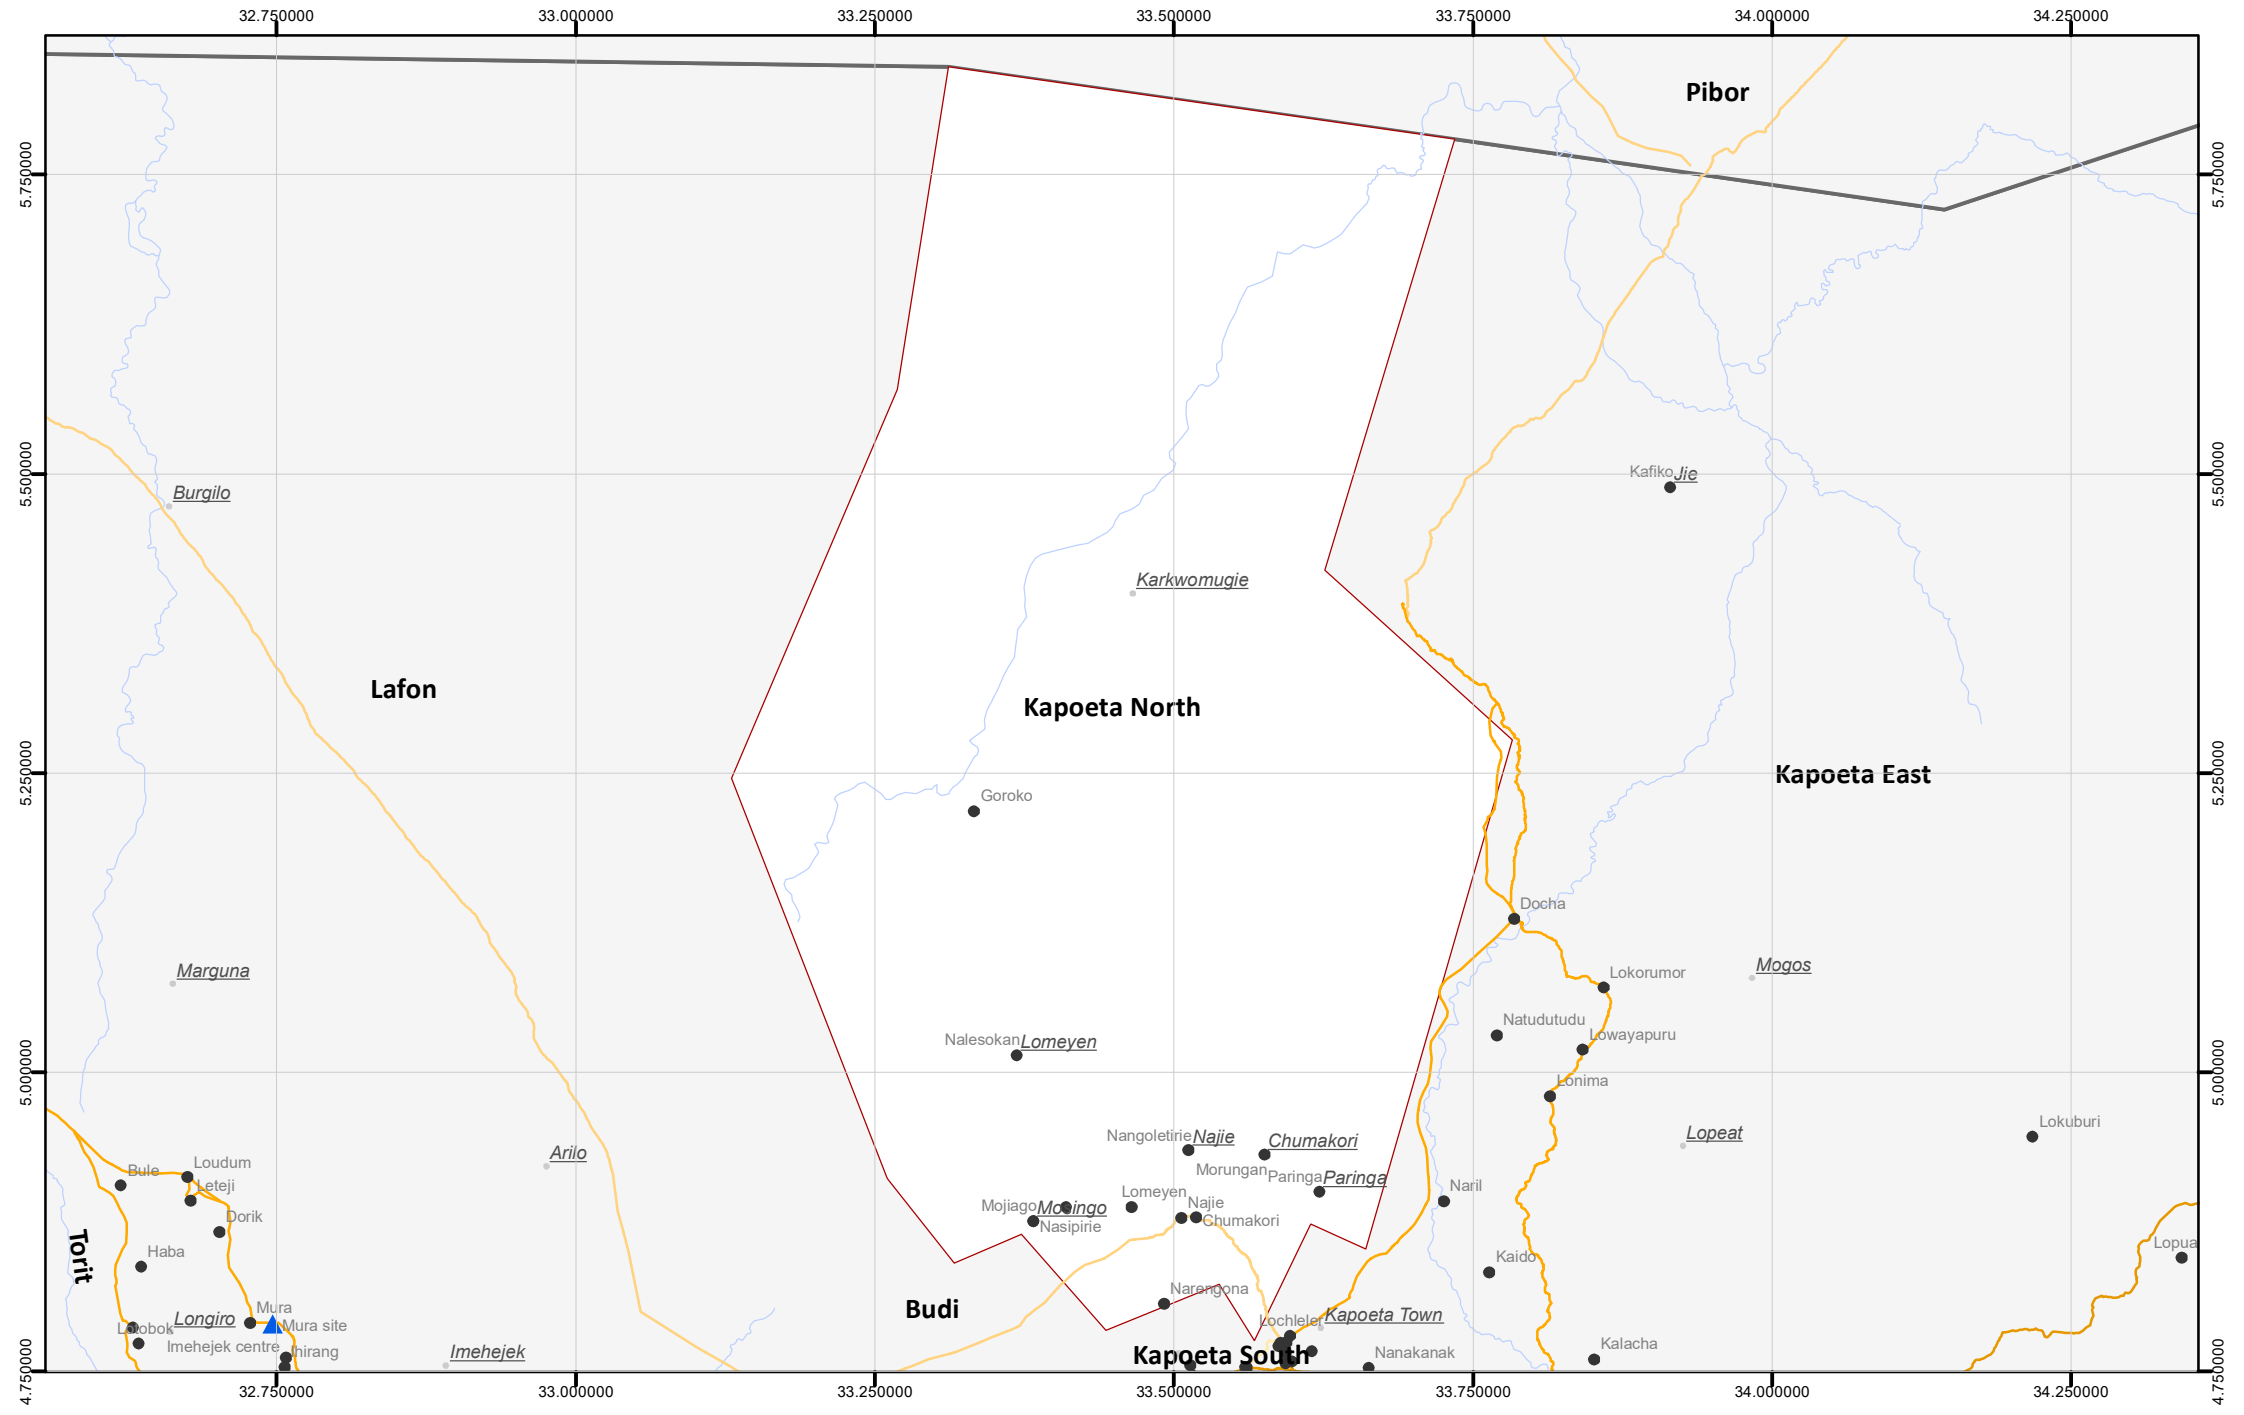 32.750000 33.000000 33.250000 33.500000 33.750000 34.000000 34.250000
Pibor
5.750000 5.750000
5.500000 5.500000
Kafiko Jie
Burgilo
Karkwomugie
Lafon
Kapoeta North
5.250000 5.250000
Kapoeta East
Goroko
Docha
Marguna
Mogos
Lokorumor
Natudutudu
Lowayapuru
Nalesokan Lomeyen
5.000000 5.000000
Lonima
Lokuburi
Lopeat
Nangoletirie Najie
Chumakori
Arilo
Loudum
Bule
Morungan
Paringa Paringa
Leteji
Naril
Lomeyen
Najie
Mojiago Mosingo
Dorik
Chumakori
Nasipirie
Torit
Haba
Lopua
Kaido
Narengona
Budi
Mura
Longiro
Kapoeta Town
Lochleler
Mura site
Lotobok
Imehejek centre
Ihirang
Imehejek
Kapoeta South
Nanakanak
Kalacha
4.750000 4.750000
32.750000 33.000000 33.250000 33.500000 33.750000 34.000000 34.250000